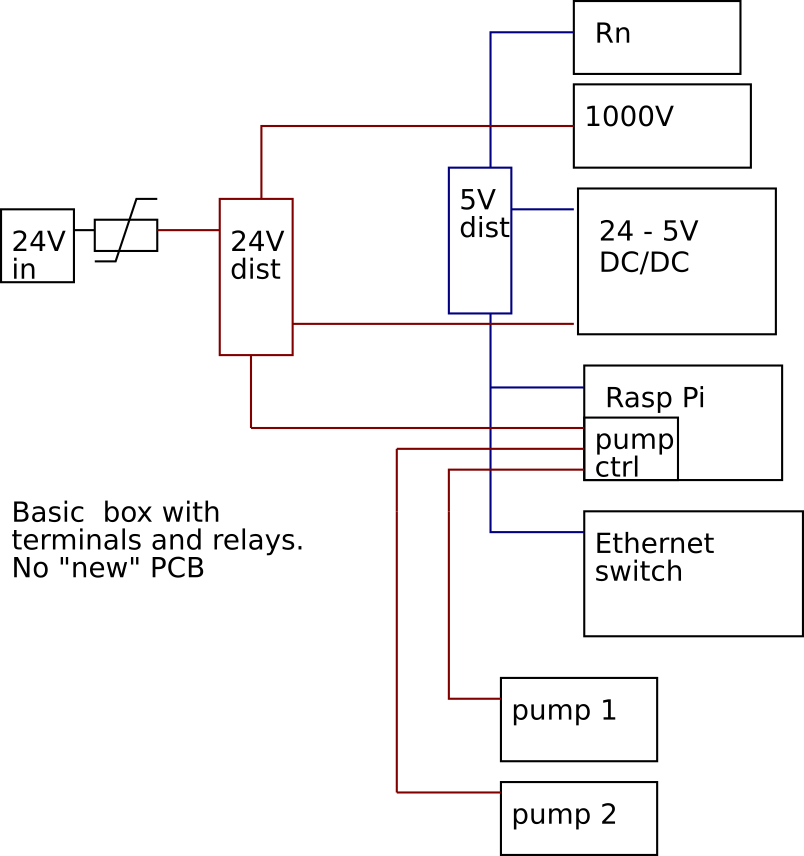 Rn
1000V
5V
dist
24V
in
24V
dist
24 - 5V
DC/DC
Rasp Pi
pump
ctrl
Basic  box with
terminals and relays.
No "new" PCB
Ethernet
switch
pump 1
pump 2